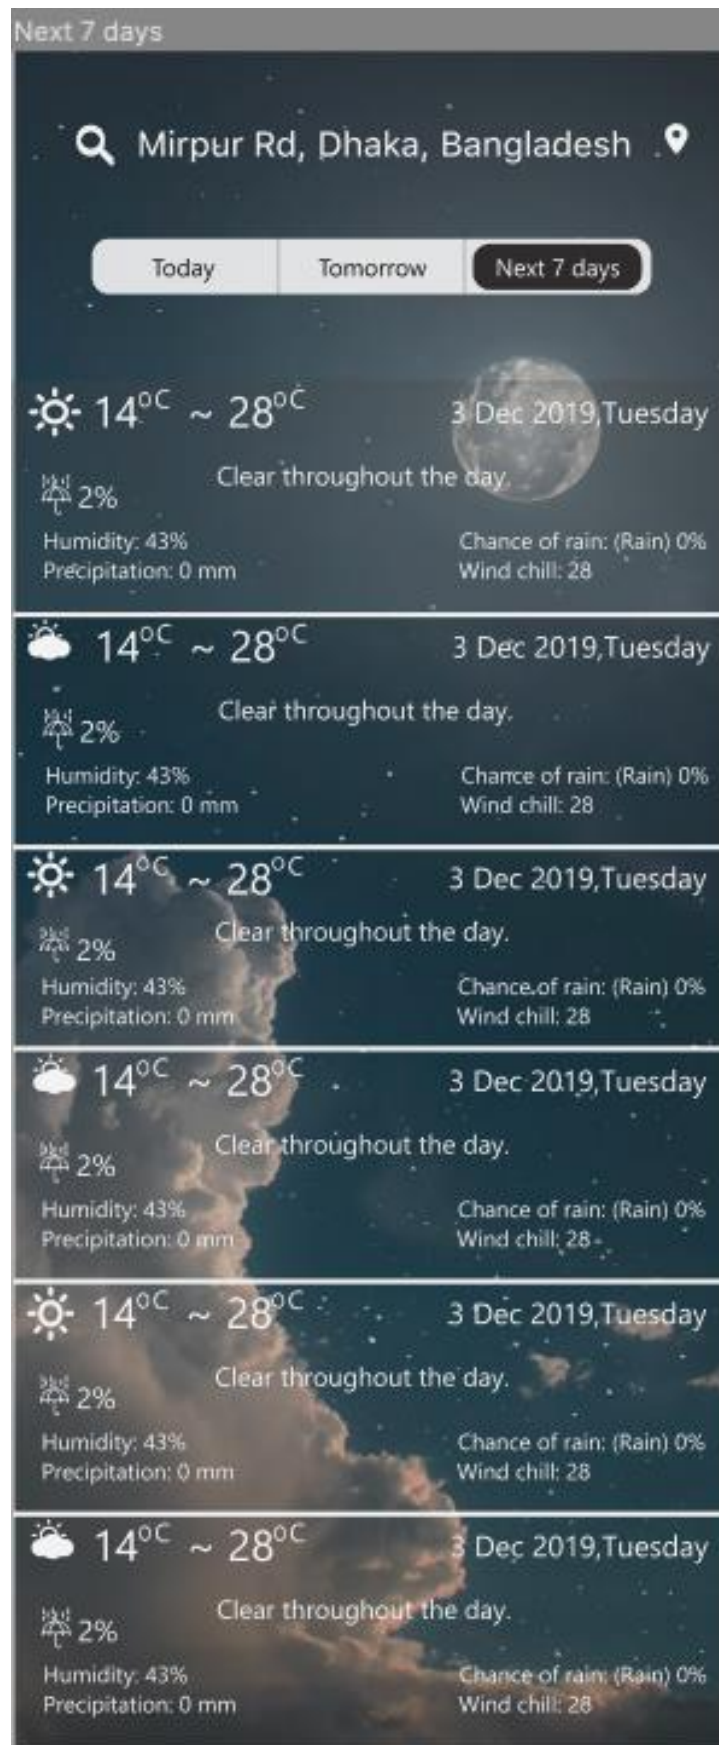 Next 7 days
Mirpur Rd, Dhaka, Bangladesh
Today Tomorrow Next 7 days
14°C ~ 28°C 3 Dec 2019,Tuesday
Clear throughout the day.
2%
Humidity: 43% Chance of rain: (Rain) 0%
Precipitation: 0 mm Wind chill: 28
14°C ~ 28°C 3 Dec 2019,Tuesday
Clear throughout the day.
2%
Humidity: 43% Chance of rain: (Rain) 0%
Precipitation: 0 mm Wind chill: 28
14°C ~ 28°C 3 Dec 2019,Tuesday
Clear throughout the day.
2%
Humidity: 43% Chance of rain: (Rain) 0%
Precipitation: 0 mm Wind chill: 28
14°C ~ 28°C 3 Dec 2019,Tuesday
Clear throughout the day.
2%
Humidity: 43% Chance of rain: (Rain) 0%
Precipitation: 0 mm Wind chill: 28
14°C ~ 28°C 3 Dec 2019,Tuesday
Clear throughout the day.
2%
Humidity: 43% Chance of rain: (Rain) 0%
Precipitation: 0 mm Wind chill: 28
14°C ~ 28°C 3 Dec 2019,Tuesday
Clear throughout the day.
2%
Humidity: 43% Chance of rain: (Rain) 0%
Precipitation: 0 mm Wind chill: 28